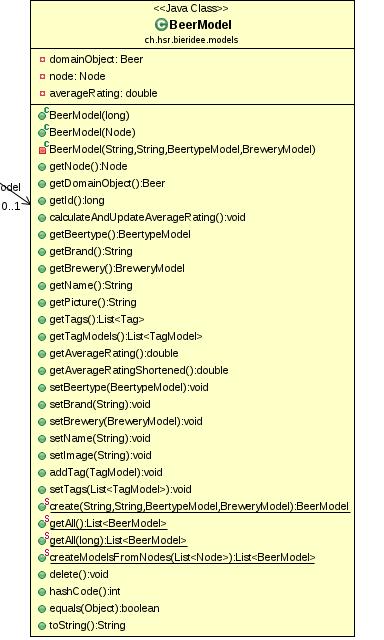 <<Java Class>>
BeerModel
ch.hsr.bieridee.models
domainObject: Beer
node: Node
averageRating: double
BeerModel(long)
BeerModel(Node)
BeerModel(String,String,BeertypeModel,BreweryModel)
getNode():Node
getDomainObject():Beer
getId():long
calculateAndUpdateAverageRating():void
getBeertype():BeertypeModel
getBrand():String
getBrewery():BreweryModel
getName():String
getPicture():String
getTags():List<Tag>
getTagModels():List<TagModel>
getAverageRating():double
getAverageRatingShortened():double
setBeertype(BeertypeModel):void
setBrand(String):void
setBrewery(BreweryModel):void
setName(String):void
setImage(String):void
addTag(TagModel):void
setTags(List<TagModel>):void
create(String,String,BeertypeModel,BreweryModel):BeerModel
getAll():List<BeerModel>
getAll(long):List<BeerModel>
createModelsFromNodes(List<Node>):List<BeerModel>
delete():void
hashCode():int
equals(Object):boolean
toString():String
odel
0..1